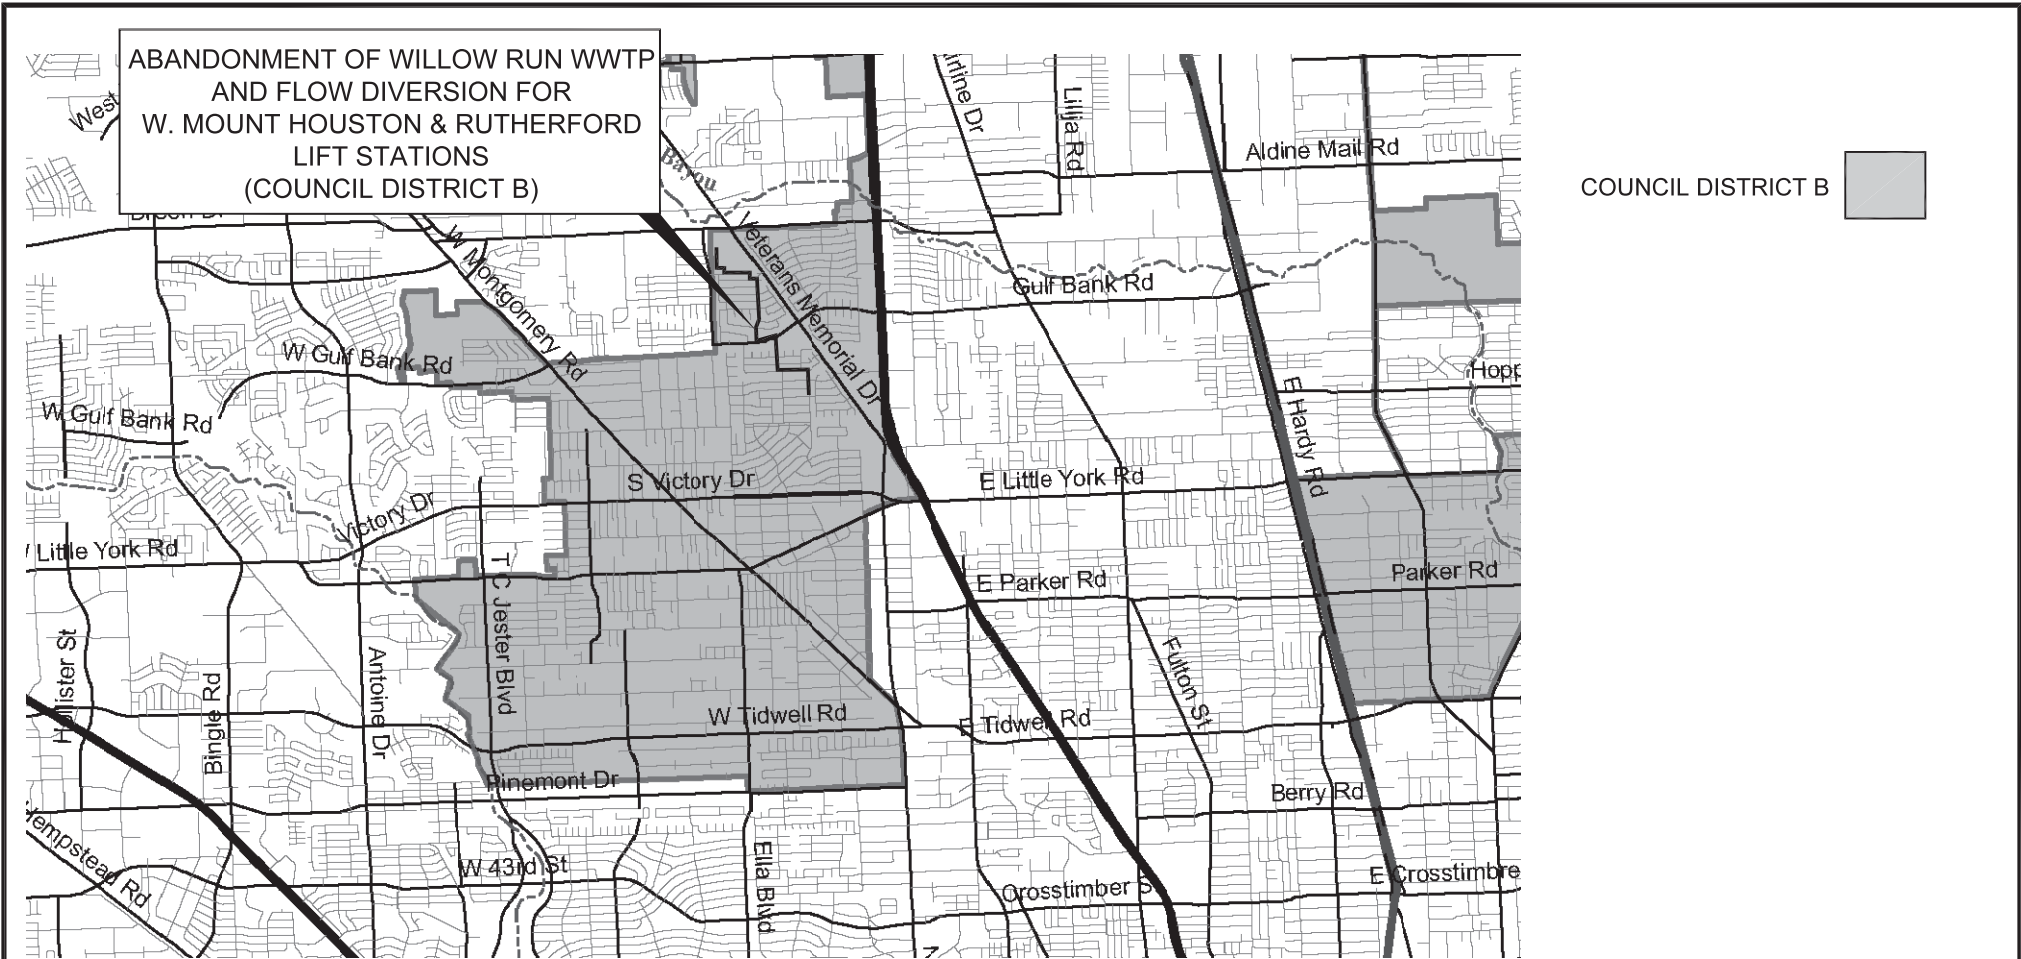 ABANDONMENT OF WILLOW RUN WWTP
AND FLOW DIVERSION FOR
W. MOUNT HOUSTON & RUTHERFORD
LIFT STATIONS
(COUNCIL DISTRICT B)
COUNCIL DISTRICT B
West
Bayou
Lillja Rd
Aldine Mail Rd
W Montgomery Rd
Veterans Memorial Dr
Gulf Bank Rd
W Gulf Bank Rd
W Gulf Bank Rd
E Hardy Rd
S Victory Dr
E Little York Rd
Victory Dr
Little York Rd
T C Jester Blvd
E Parker Rd
Parker Rd
Hollister St
Bingle Rd
Antoine Dr
Fulton St
W Tidwell Rd
E Tidwell Rd
Pinemont Dr
Berry Rd
Hempstead Rd
W 43rd St
Ella Blvd
Crosstimber S
E Crosstimbre